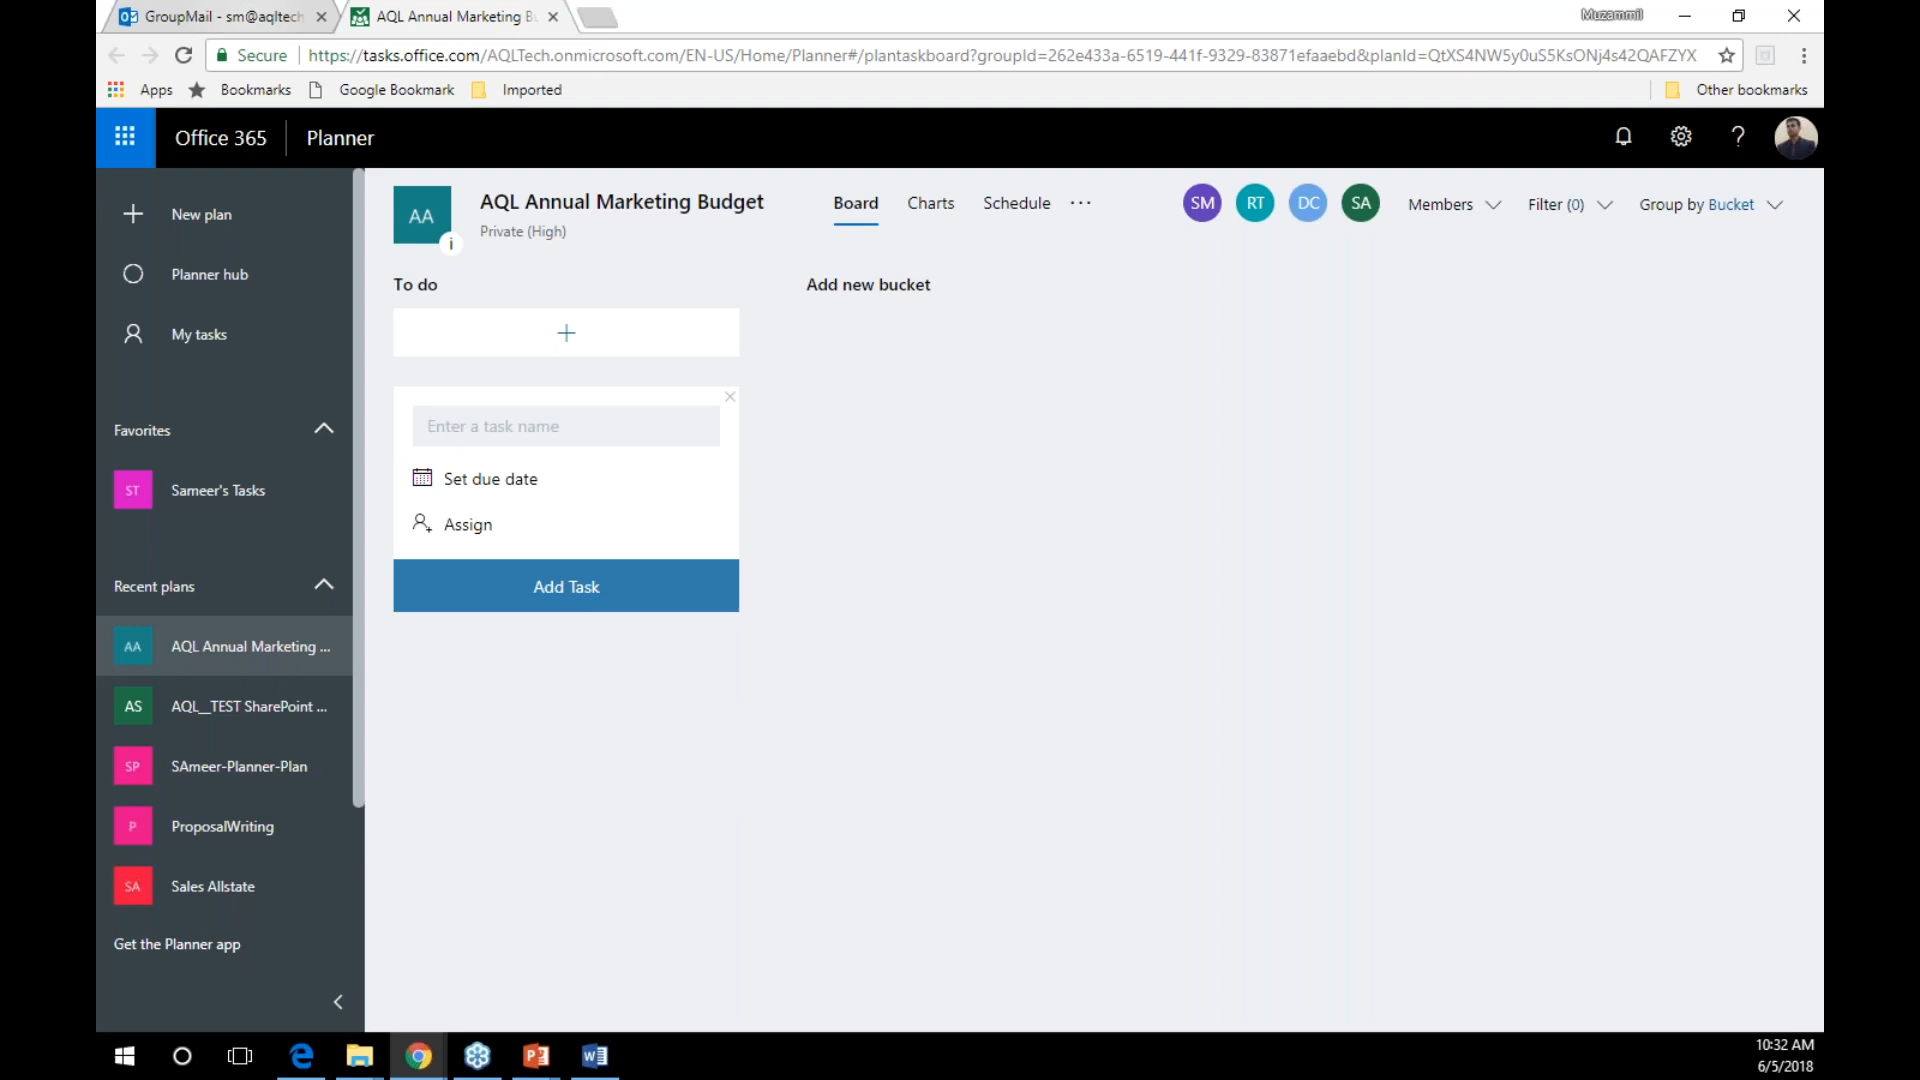 GroupMail - sm@aqltech
AQL Annual Marketing B
Muzammil
Secure
https://tasks.office.com/AQLTech.onmicrosoft.com/EN-US/Home/Planner#/plantaskboard?groupId=262e433a-6519-441f-9329-83871efaaebd&planId=QtXS4NW5y0uS5KsONj4s42QAFZYX
Apps
Bookmarks
Google Bookmark
Imported
Other bookmarks
Office 365
Planner
?
New plan
Planner hub
My tasks
Favorites
ST
Sameer's Tasks
Recent plans
AA
AQL Annual Marketing ...
AS
AQL__TEST SharePoint ...
SP
SAmeer-Planner-Plan
P
ProposalWriting
SA
Sales Allstate
Get the Planner app
AA
i
AQL Annual Marketing Budget
Private (High)
Board
Charts
Schedule
...
SM
RT
DC
SA
Members
Filter (0)
Group by Bucket
To do
Add new bucket
Enter a task name
Set due date
Assign
Add Task
10:32 AM
6/5/2018